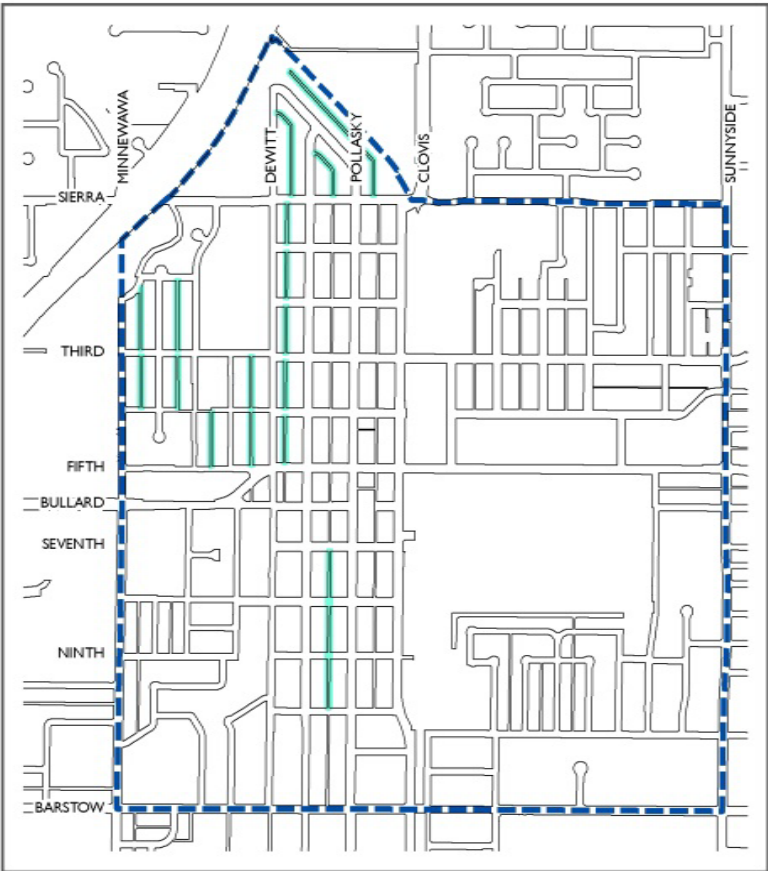 MINNEWAWA
DEWITT
POLLASKY
CLOVIS
SUNNYSIDE
SIERRA
THIRD
FIFTH
BULLARD
SEVENTH
NINTH
BARSTOW